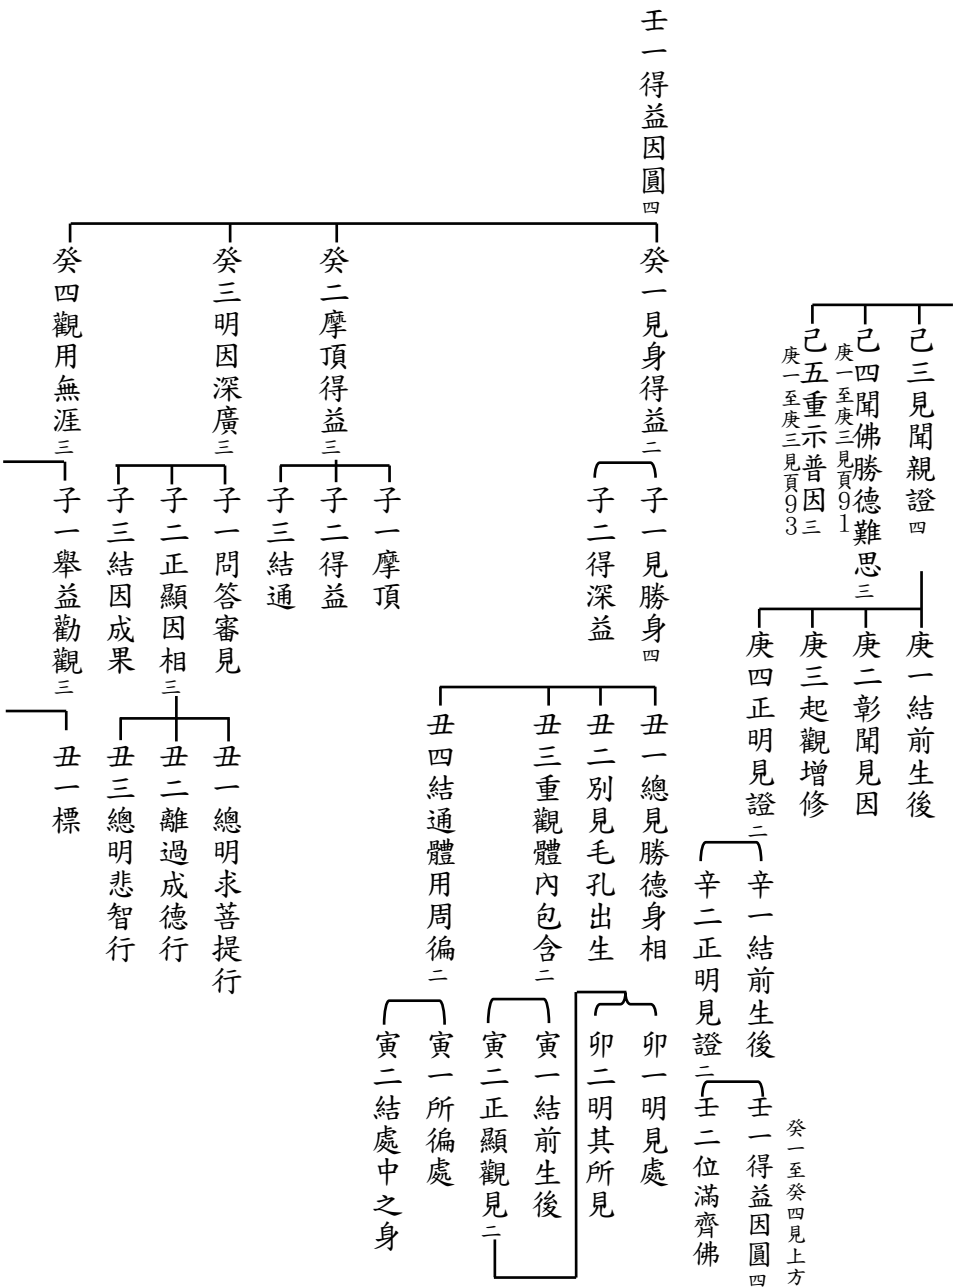 己三見聞親證四
己四聞佛勝德難思三
庚一至庚三見頁91
己五重示普因三
庚一至庚三見頁93
庚一結前生後
庚二彰聞見因
庚三起觀增修
庚四正明見證二
辛一結前生後
辛二正明見證二
壬一得益因圓四
癸一至癸四見上方
壬二位滿齊佛
壬一得益因圓四
癸一見身得益二
癸二摩頂得益三
癸三明因深廣三
癸四觀用無涯三
子一見勝身四
子二得深益
子一摩頂
子二得益
子三結通
子一問答審見
子二正顯因相三
子三結因成果
子一舉益勸觀三
丑一總見勝德身相
丑二別見毛孔出生
丑三重觀體內包含二
丑四結通體用周徧二
丑一總明求菩提行
丑二離過成德行
丑三總明悲智行
丑一標
卯一明見處
卯二明其所見
寅一結前生後
寅二正顯觀見二
寅一所徧處
寅二結處中之身